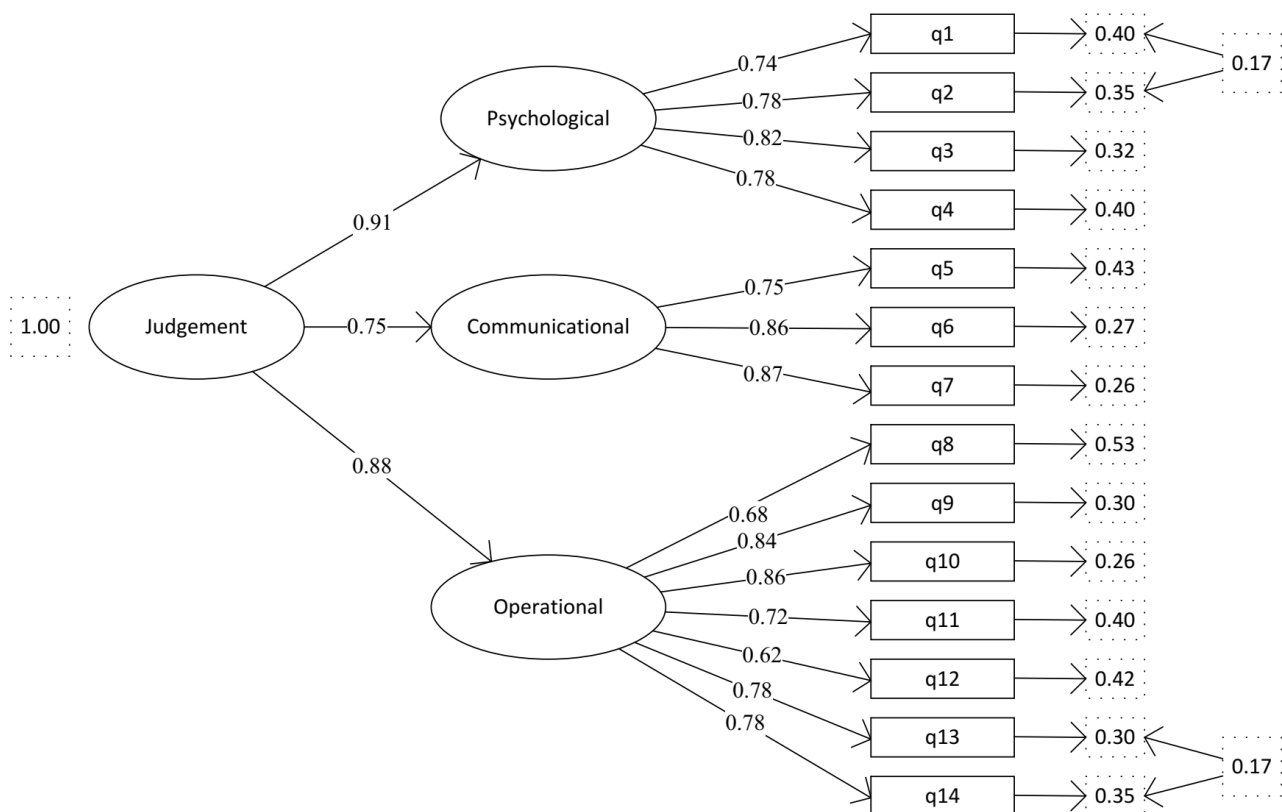 q1
0.40
0.74
0.17
q2
0.35
0.78
Psychological
0.82
q3
0.32
0.78
q4
0.40
0.91
q5
0.43
0.75
1.00
Judgement
0.75
Communicational
0.86
q6
0.27
0.87
q7
0.26
q8
0.53
0.88
0.68
q9
0.30
0.84
q10
0.26
0.86
Operational
0.72
q11
0.40
0.62
q12
0.42
0.78
q13
0.30
0.78
0.17
q14
0.35